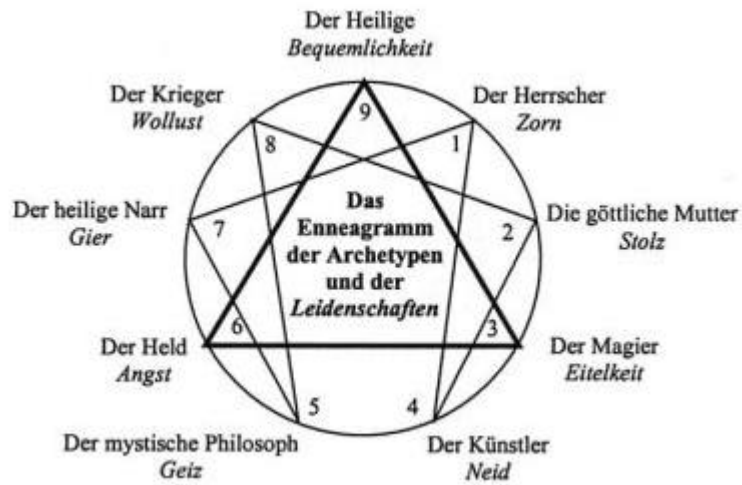 Der Heilige
Bequemlichkeit
Der Krieger
Wollust
Der Herrscher
Zorn
9
8
1
Der heilige Narr
Gier
7
Das
Enneagramm
der Archetypen
und der
Leidenschaften
2
Die göttliche Mutter
Stolz
6
3
Der Held
Angst
Der Magier
Eitelkeit
5
4
Der mystische Philosoph
Geiz
Der Künstler
Neid